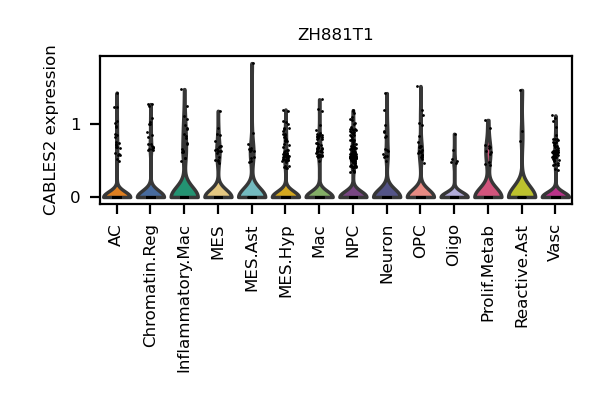 ZH881T1
CABLES2 expression
1
0
AC
Chromatin.Reg
Inflammatory.Mac
MES
MES.Ast
MES.Hyp
Mac
NPC
Neuron
OPC
Oligo
Prolif.Metab
Reactive.Ast
Vasc